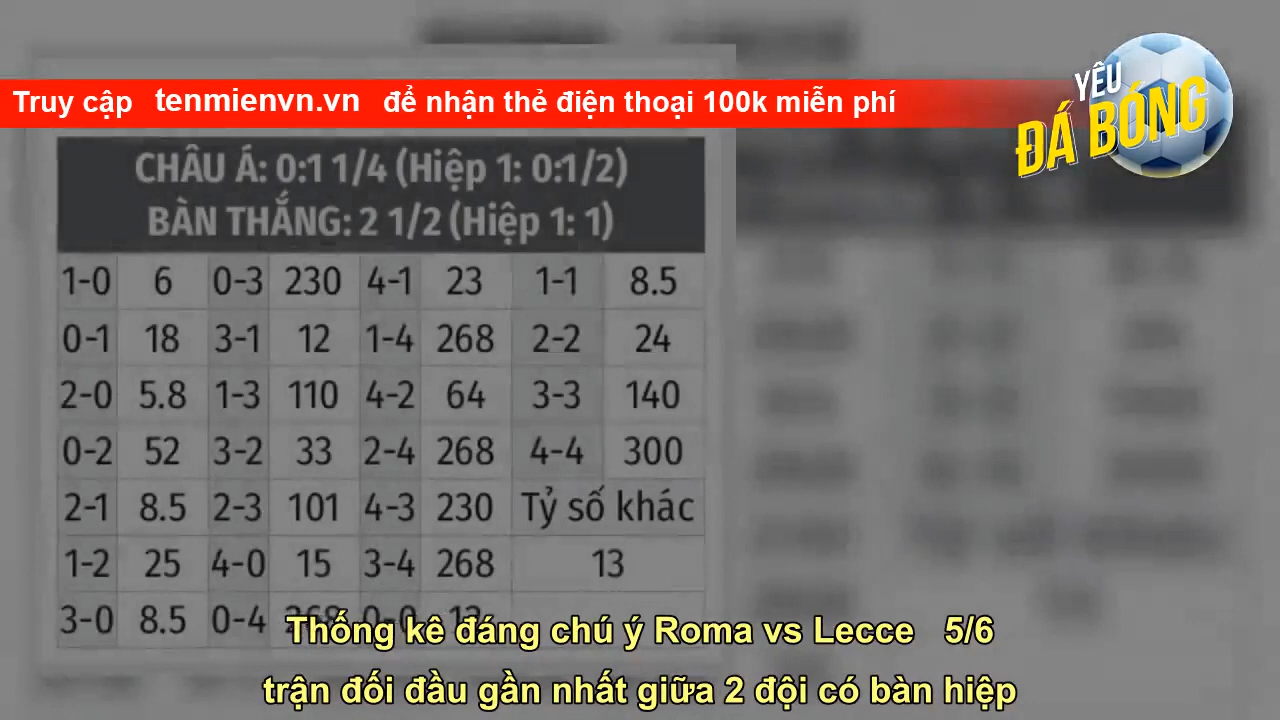 Truy cập tenmienvn.vn để nhận thẻ điện thoại 100k miễn phí
YÊU
ĐÁ BÓNG
CHÂU Á: 0:1 1/4 (Hiệp 1: 0:1/2)
BÀN THẮNG: 2 1/2 (Hiệp 1: 1)
1-0 6 0-3 230 4-1 23 1-1 8.5
0-1 18 3-1 12 1-4 268 2-2 24
2-0 5.8 1-3 110 4-2 64 3-3 140
0-2 52 3-2 33 2-4 268 4-4 300
2-1 8.5 2-3 101 4-3 230 Tỷ số khác
1-2 25 4-0 15 3-4 268 13
3-0 8.5 0-4 268 0-0 13
Thống kê đáng chú ý Roma vs Lecce 5/6
trận đối đầu gần nhất giữa 2 đội có bàn hiệp